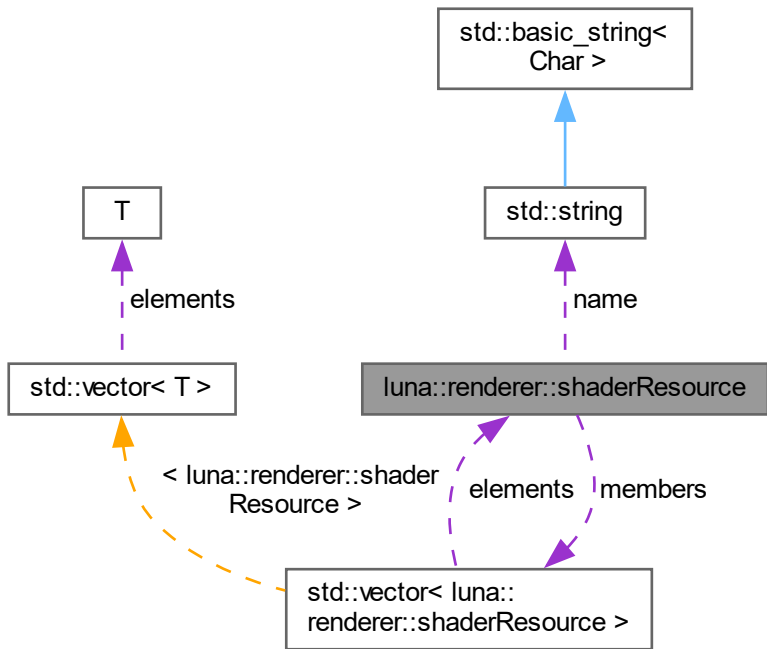 std::basic_string<
Char >
T
std::string
elements
name
std::vector< T >
luna::renderer::shaderResource
< luna::renderer::shader
Resource >
elements
members
std::vector< luna::
renderer::shaderResource >